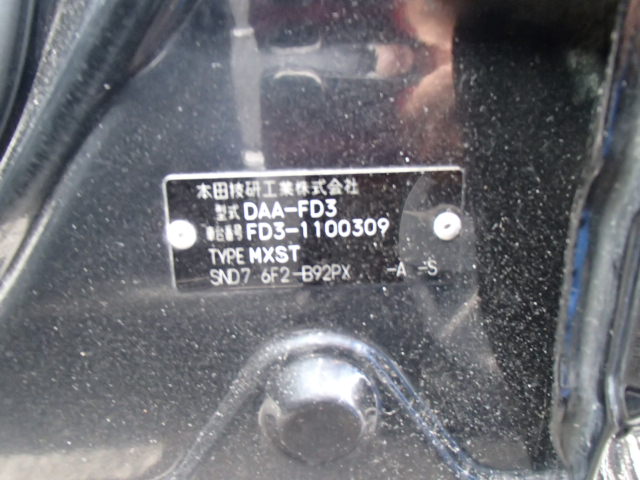 本田技研工業株式会社
型式 DAA-FD3
車台番号 FD3-1100309
TYPE MXST
SND7 6F2-B92PX -A -S